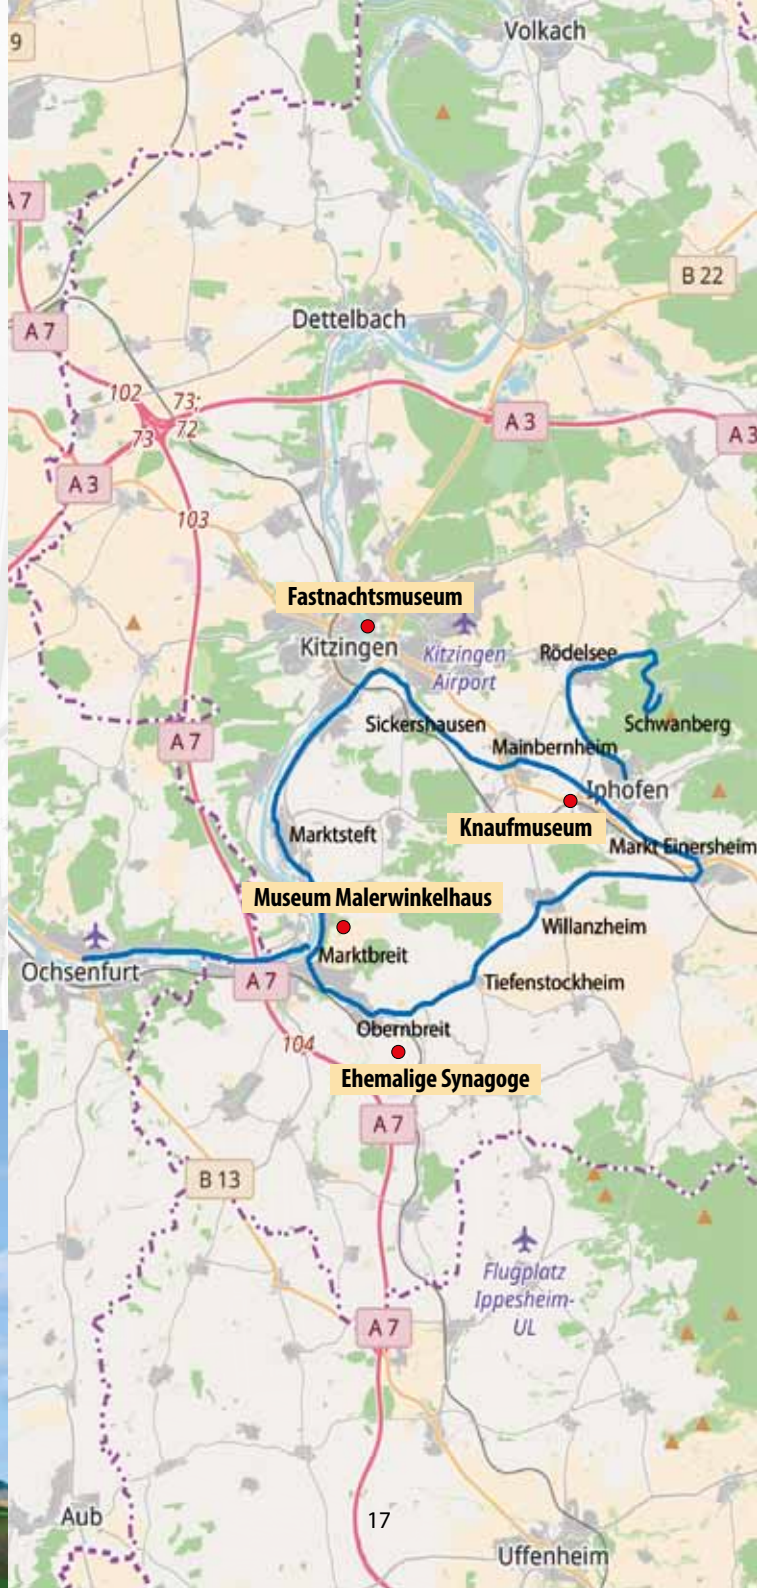 Volkach
9
A 7
B 22
Dettelbach
A 7
102
73;
73
72
A 3
A 3
A 3
103
Fastnachtsmuseum
Kitzingen
Kitzingen
Airport
Rödelsee
Sickershausen
Schwanberg
A 7
Mainbernheim
Iphofen
Knaufmuseum
Marktsteft
Markt Einersheim
Museum Malerwinkelhaus
Willanzheim
Marktbreit
Ochsenfurt
A 7
Tiefenstockheim
Obernbreit
104
Ehemalige Synagoge
A 7
B 13
Flugplatz
Ippesheim-
UL
A 7
Aub
17
Uffenheim